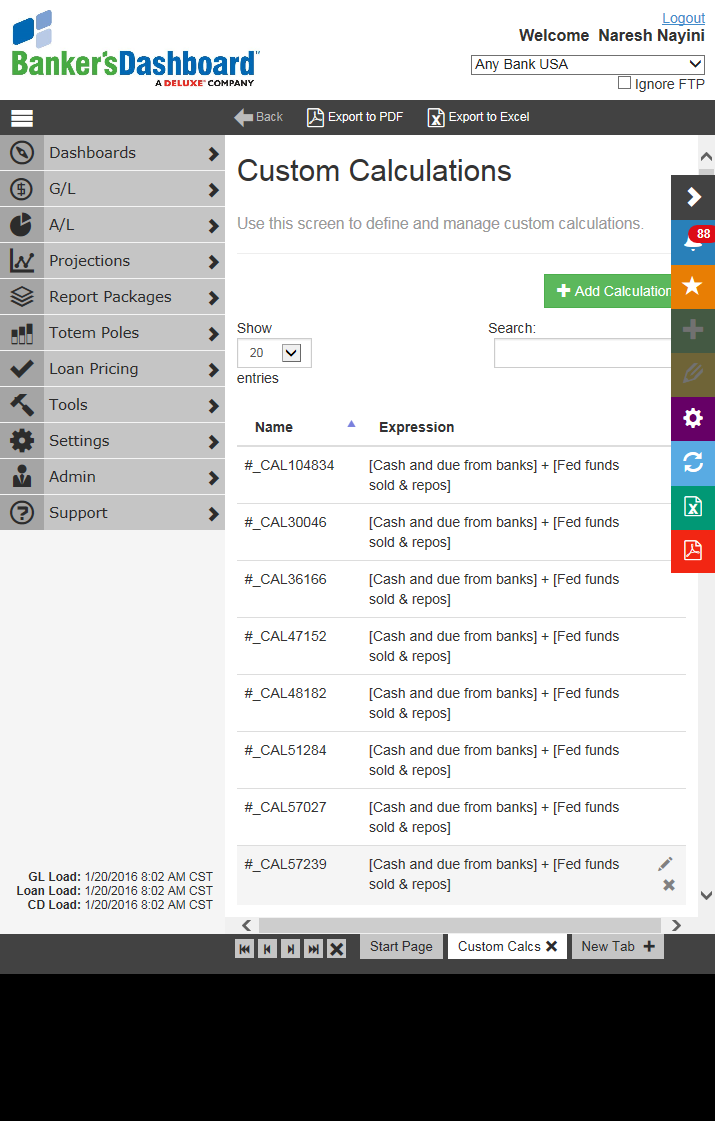 Logout
Welcome Naresh Nayini
Banker'sDashboard™
A DELUXE® COMPANY
Any Bank USA
Ignore FTP
Back
Export to PDF
Export to Excel
Dashboards
G/L
A/L
Projections
Report Packages
Totem Poles
Loan Pricing
Tools
Settings
Admin
Support
GL Load: 1/20/2016 8:02 AM CST
Loan Load: 1/20/2016 8:02 AM CST
CD Load: 1/20/2016 8:02 AM CST
Custom Calculations
Use this screen to define and manage custom calculations.
88
Add Calculation
Show
Search:
20
entries
Name Expression
#_CAL104834 [Cash and due from banks] + [Fed funds
sold & repos]
#_CAL30046 [Cash and due from banks] + [Fed funds
sold & repos]
#_CAL36166 [Cash and due from banks] + [Fed funds
sold & repos]
#_CAL47152 [Cash and due from banks] + [Fed funds
sold & repos]
#_CAL48182 [Cash and due from banks] + [Fed funds
sold & repos]
#_CAL51284 [Cash and due from banks] + [Fed funds
sold & repos]
#_CAL57027 [Cash and due from banks] + [Fed funds
sold & repos]
#_CAL57239 [Cash and due from banks] + [Fed funds
sold & repos]
Start Page
Custom Calcs
New Tab